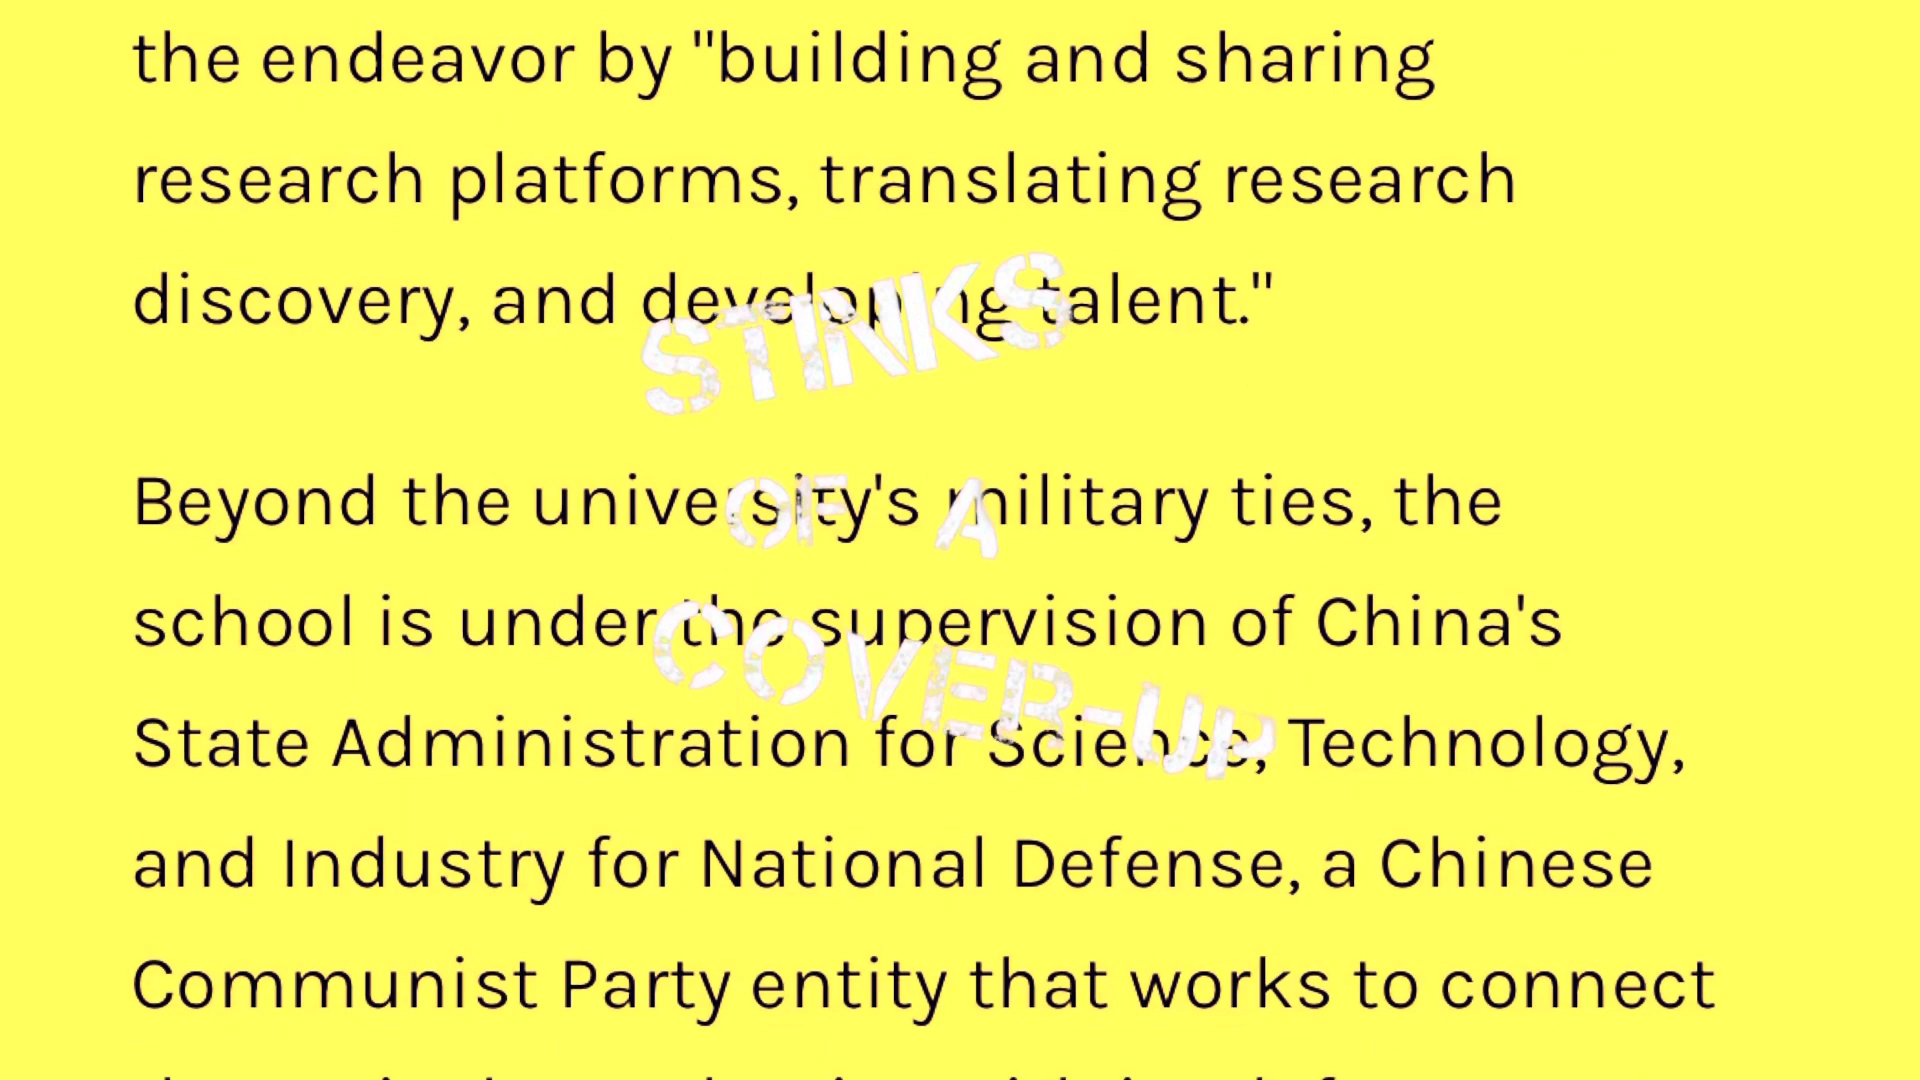 the endeavor by "building and sharing
research platforms, translating research
discovery, and developing talent."
STINKS
Beyond the university's military ties, the
OF A
school is under the supervision of China's
COVER-UP
State Administration for Science, Technology,
and Industry for National Defense, a Chinese
Communist Party entity that works to connect